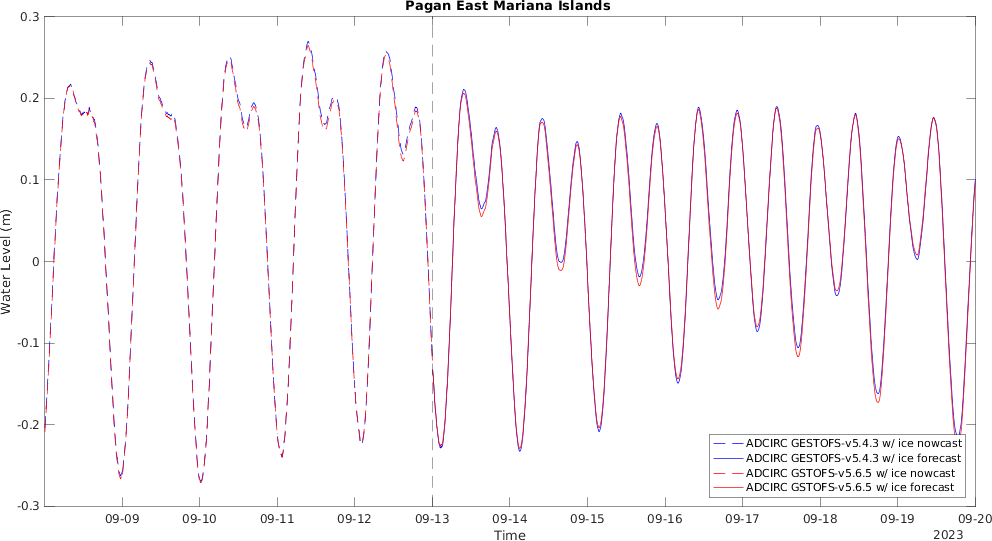 Pagan East Mariana Islands
0.3
0.2
0.1
0
-0.1
-0.2
-0.3
Water Level (m)
09-09 09-10 09-11 09-12 09-13 09-14 09-15 09-16 09-17 09-18 09-19 09-20
Time
2023
ADCIRC GESTOFS-v5.4.3 w/ ice nowcast
ADCIRC GESTOFS-v5.4.3 w/ ice forecast
ADCIRC GSTOFS-v5.6.5 w/ ice nowcast
ADCIRC GSTOFS-v5.6.5 w/ ice forecast